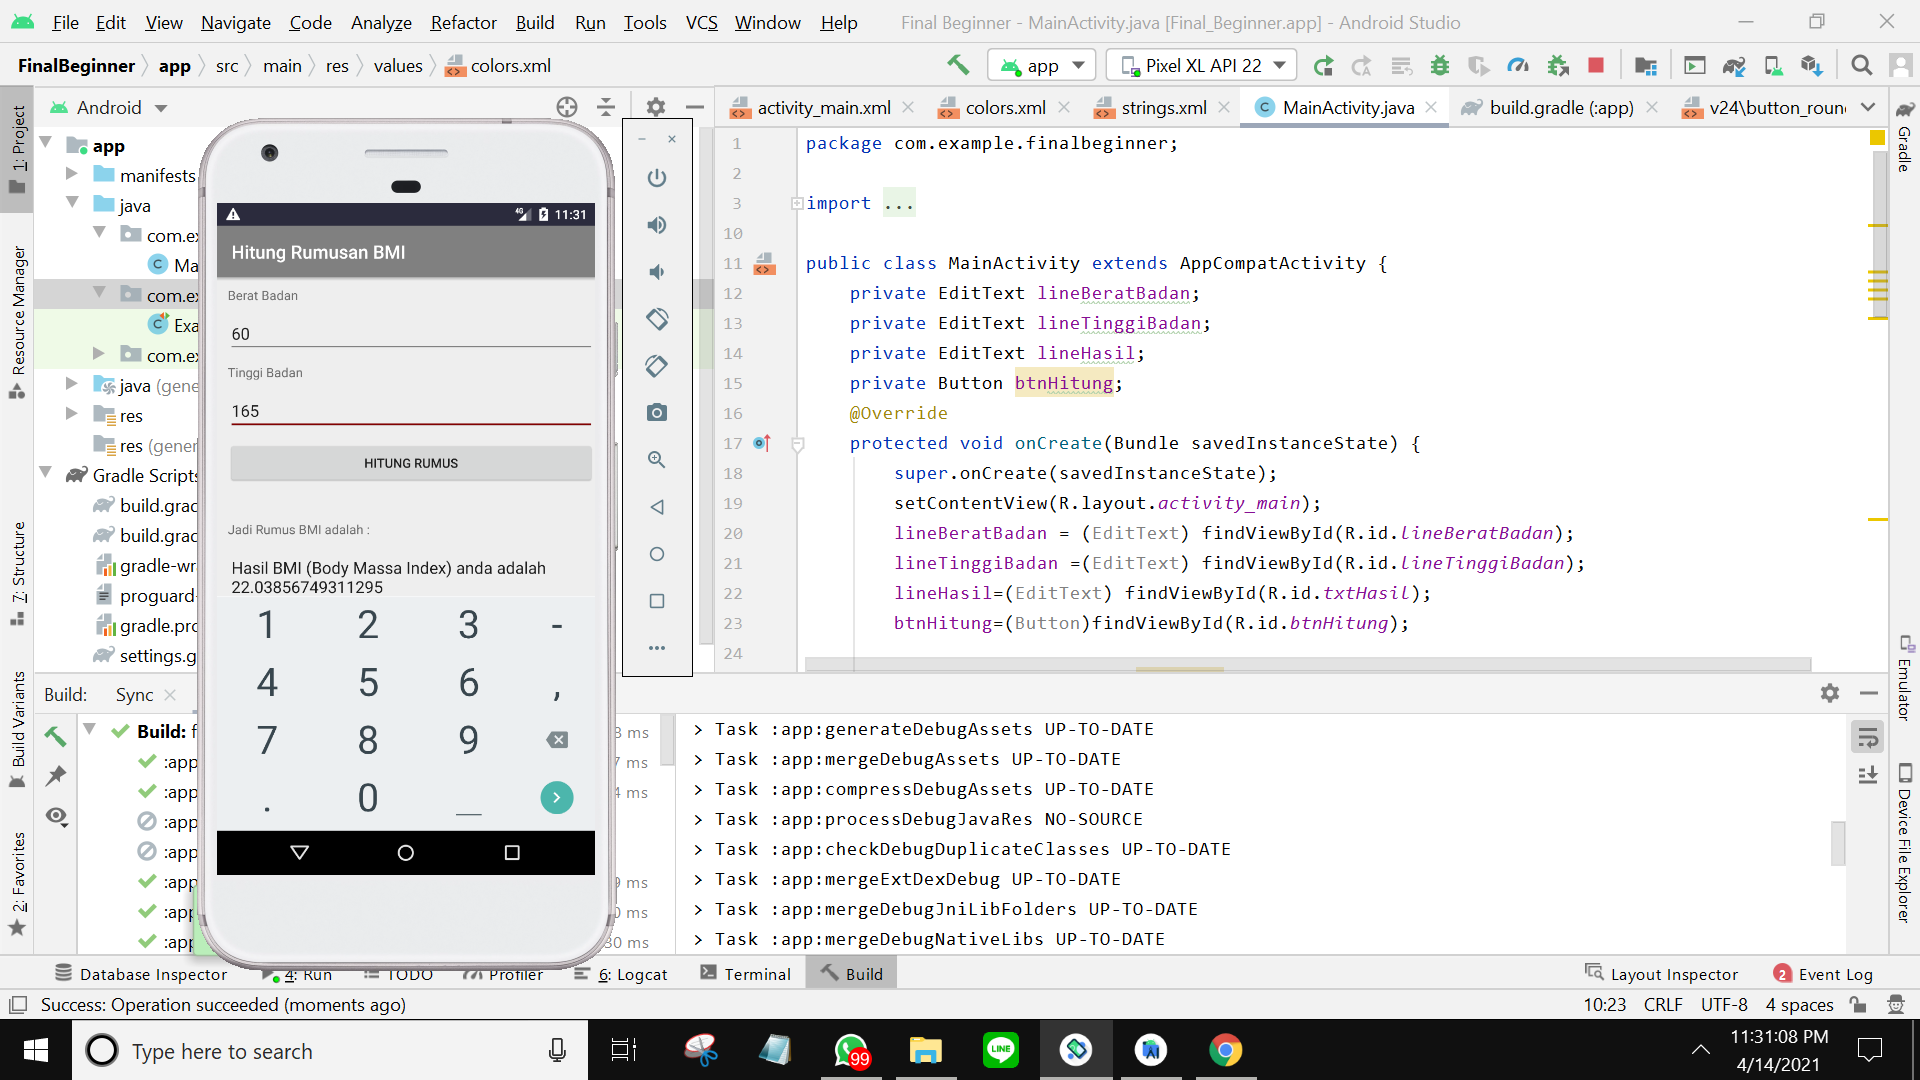 File Edit View Navigate Code Analyze Refactor Build Run Tools VCS Window Help Final Beginner - MainActivity.java [Final_Beginner.app] - Android Studio
FinalBeginner app src main res values colors.xml app Pixel XL API 22
Android
activity_main.xml colors.xml strings.xml MainActivity.java build.gradle (:app) v24\button_roun
1: Project
Resource Manager
7: Structure
Build Variants
2: Favorites
app
manifests
java
com.ex
Ma
com.ex
Exa
com.ex
java (gene
res
res (gener
Gradle Scripts
build.grad
build.grad
gradle-wr
proguard-
gradle.pro
settings.g
11:31
Hitung Rumusan BMI
Berat Badan
60
Tinggi Badan
165
HITUNG RUMUS
Jadi Rumus BMI adalah :
Hasil BMI (Body Massa Index) anda adalah
22.03856749311295
1 2 3 -
4 5 6 ,
7 8 9
. 0 _
1 package com.example.finalbeginner;
2
3 import ...
10
11 public class MainActivity extends AppCompatActivity {
12 private EditText lineBeratBadan;
13 private EditText lineTinggiBadan;
14 private EditText lineHasil;
15 private Button btnHitung;
16 @Override
17 protected void onCreate(Bundle savedInstanceState) {
18 super.onCreate(savedInstanceState);
19 setContentView(R.layout.activity_main);
20 lineBeratBadan = (EditText) findViewById(R.id.lineBeratBadan);
21 lineTinggiBadan =(EditText) findViewById(R.id.lineTinggiBadan);
22 lineHasil=(EditText) findViewById(R.id.txtHasil);
23 btnHitung=(Button)findViewById(R.id.btnHitung);
24
Gradle
Emulator
Device File Explorer
Build: Sync
Build: f
:app
:app
:app
:app
:app
:app
:app
8 ms
7 ms
4 ms
9 ms
0 ms
30 ms
> Task :app:generateDebugAssets UP-TO-DATE
> Task :app:mergeDebugAssets UP-TO-DATE
> Task :app:compressDebugAssets UP-TO-DATE
> Task :app:processDebugJavaRes NO-SOURCE
> Task :app:checkDebugDuplicateClasses UP-TO-DATE
> Task :app:mergeExtDexDebug UP-TO-DATE
> Task :app:mergeDebugJniLibFolders UP-TO-DATE
> Task :app:mergeDebugNativeLibs UP-TO-DATE
Database Inspector 4: Run TODO Profiler 6: Logcat Terminal Build Layout Inspector 2 Event Log
Success: Operation succeeded (moments ago) 10:23 CRLF UTF-8 4 spaces
Type here to search 99 LINE
11:31:08 PM
4/14/2021